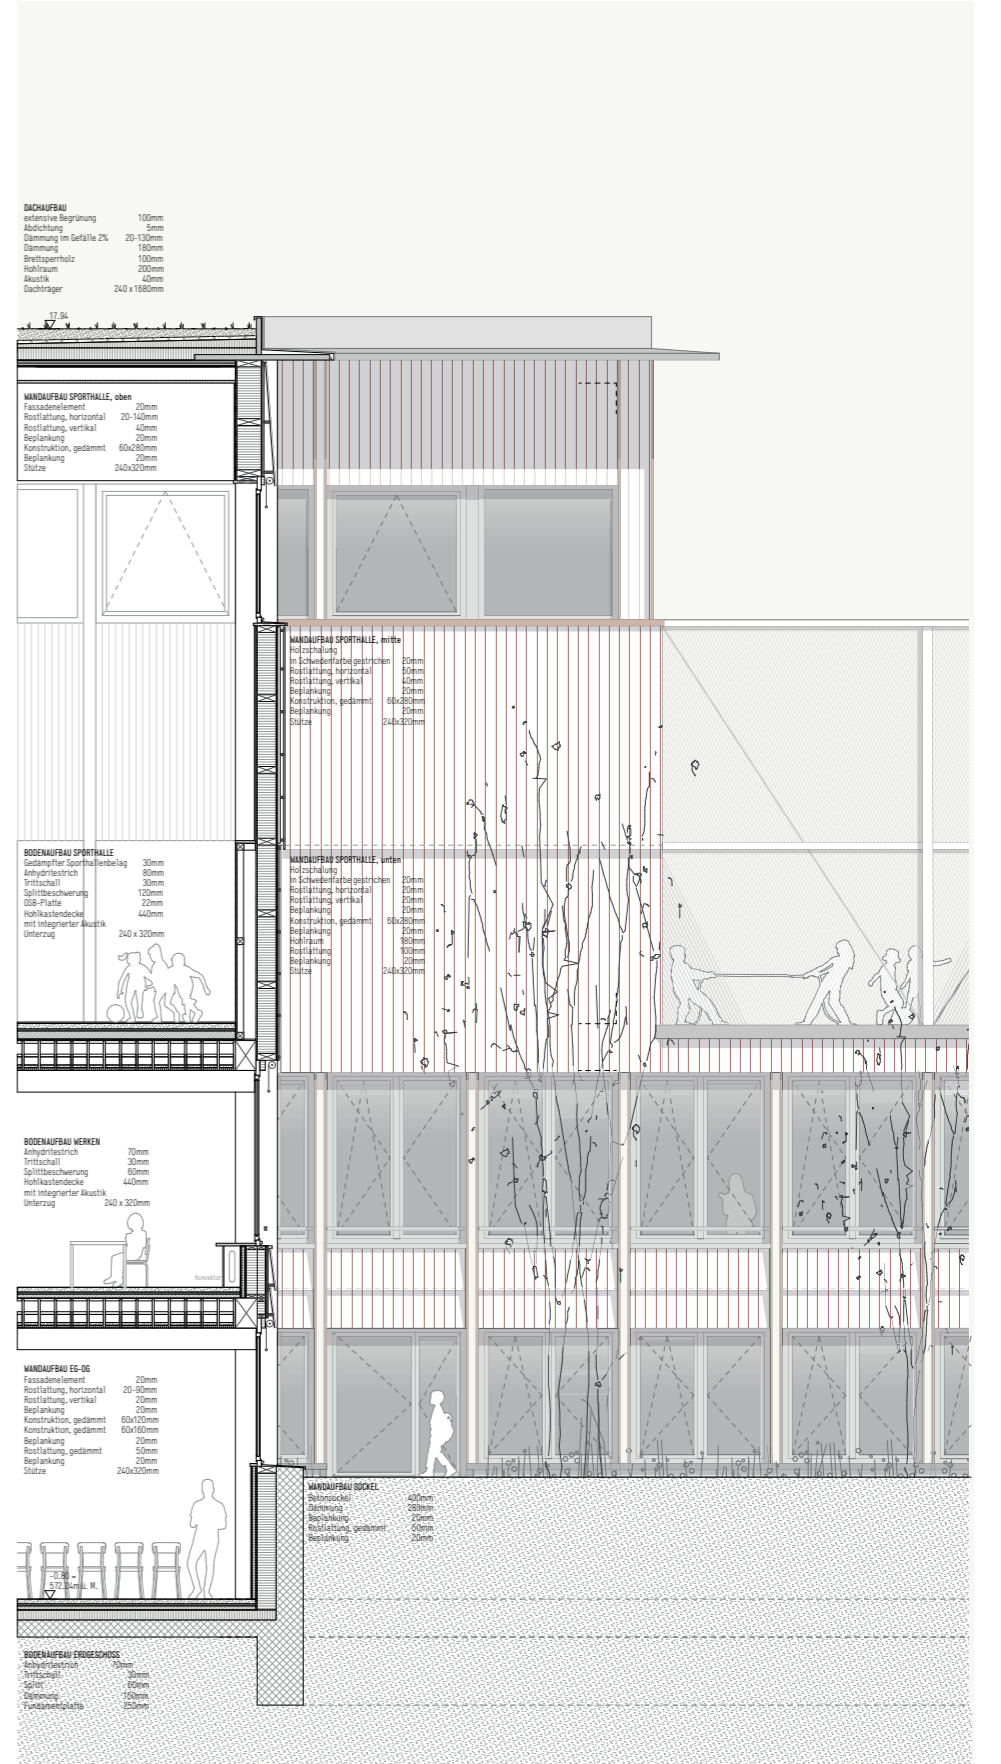 DACHAUFBAU
extensive Begrünung 100mm
Abdichtung 5mm
Dämmung im Gefälle 2% 20-130mm
Dämmung 180mm
Brettsperrholz 100mm
Hohlraum 200mm
Akustik 40mm
Dachträger 240 x 1680mm
17.94
WANDAUFBAU SPORTHALLE, oben
Fassadenelement 20mm
Rostlattung, horizontal 20-140mm
Rostlattung, vertikal 40mm
Beplankung 20mm
Konstruktion, gedämmt 60x280mm
Beplankung 20mm
Stütze 240x320mm
WANDAUFBAU SPORTHALLE, mitte
Holzschalung
in Schwedenfarbe gestrichen 20mm
Rostlattung, horizontal 50mm
Rostlattung, vertikal 40mm
Beplankung 20mm
Konstruktion, gedämmt 60x280mm
Beplankung 20mm
Stütze 240x320mm
BODENAUFBAU SPORTHALLE
Gedämpfter Sporthallenbelag 30mm
Anhydritestrich 80mm
Trittschall 30mm
Splittbeschwerung 120mm
OSB-Platte 22mm
Hohlkastendecke 440mm
mit integrierter Akustik
Unterzug 240 x 320mm
WANDAUFBAU SPORTHALLE, unten
Holzschalung
in Schwedenfarbe gestrichen 20mm
Rostlattung, horizontal 20mm
Rostlattung, vertikal 20mm
Beplankung 20mm
Konstruktion, gedämmt 60x280mm
Beplankung 20mm
Hohlraum 180mm
Rostlattung 100mm
Beplankung 20mm
Stütze 240x320mm
BODENAUFBAU WERKEN
Anhydritestrich 70mm
Trittschall 30mm
Splittbeschwerung 60mm
Hohlkastendecke 440mm
mit integrierter Akustik
Unterzug 240 x 320mm
Konvektor
WANDAUFBAU EG-OG
Fassadenelement 20mm
Rostlattung, horizontal 20-90mm
Rostlattung, vertikal 20mm
Beplankung 20mm
Konstruktion, gedämmt 60x120mm
Konstruktion, gedämmt 60x160mm
Beplankung 20mm
Rostlattung, gedämmt 50mm
Beplankung 20mm
Stütze 240x320mm
WANDAUFBAU SOCKEL
Betonsockel 400mm
Dämmung 280mm
Beplankung 20mm
Rostlattung, gedämmt 50mm
Beplankung 20mm
-0.80 =
572.24m ü. M.
BODENAUFBAU ERDGESCHOSS
Anhydritestrich 70mm
Trittschall 30mm
Splitt 60mm
Dämmung 160mm
Fundamentplatte 250mm